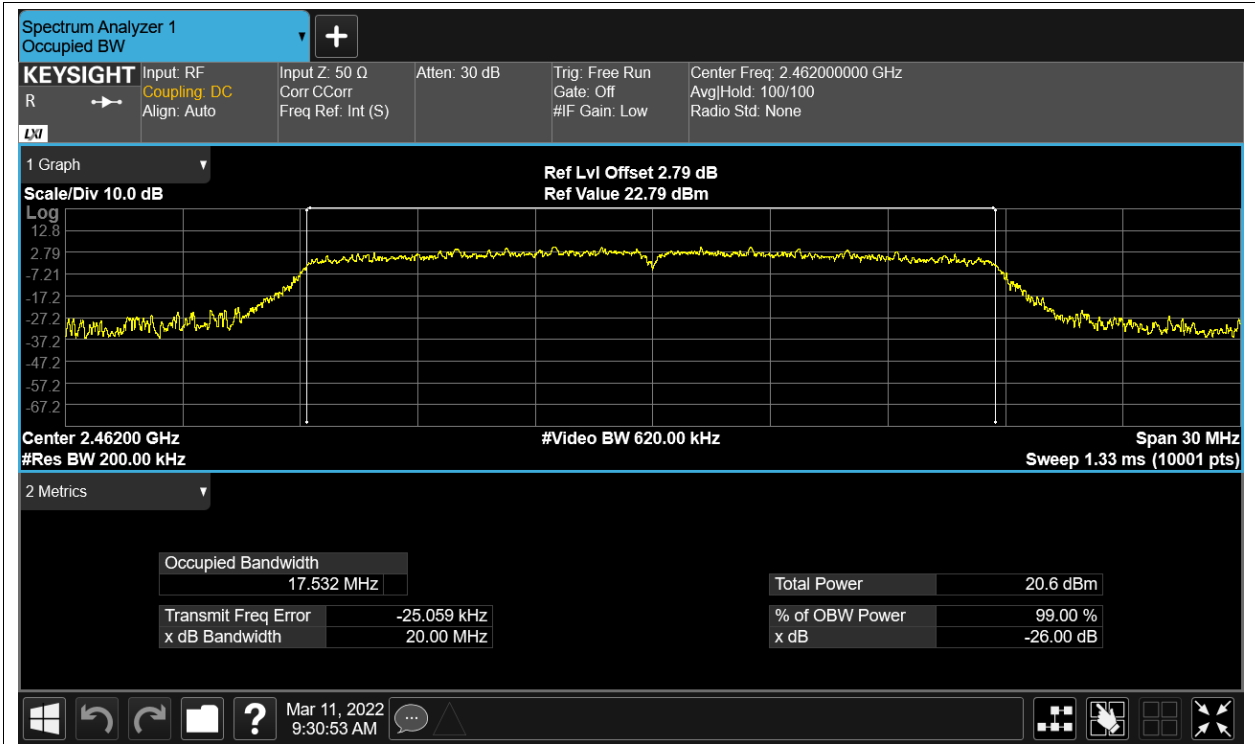 Spectrum Analyzer 1
Occupied BW
KEYSIGHT
R
LXI
Input: RF
Coupling: DC
Align: Auto
Input Z: 50 Ω
Corr CCorr
Freq Ref: Int (S)
Atten: 30 dB
Trig: Free Run
Gate: Off
#IF Gain: Low
Center Freq: 2.462000000 GHz
Avg|Hold: 100/100
Radio Std: None
1 Graph
Scale/Div 10.0 dB
Ref Lvl Offset 2.79 dB
Ref Value 22.79 dBm
Log
12.8
2.79
-7.21
-17.2
-27.2
-37.2
-47.2
-57.2
-67.2
Center 2.46200 GHz
#Video BW 620.00 kHz
Span 30 MHz
#Res BW 200.00 kHz
Sweep 1.33 ms (10001 pts)
2 Metrics
Occupied Bandwidth
17.532 MHz
Total Power 20.6 dBm
Transmit Freq Error -25.059 kHz
% of OBW Power 99.00 %
x dB Bandwidth 20.00 MHz
x dB -26.00 dB
?
Mar 11, 2022
9:30:53 AM